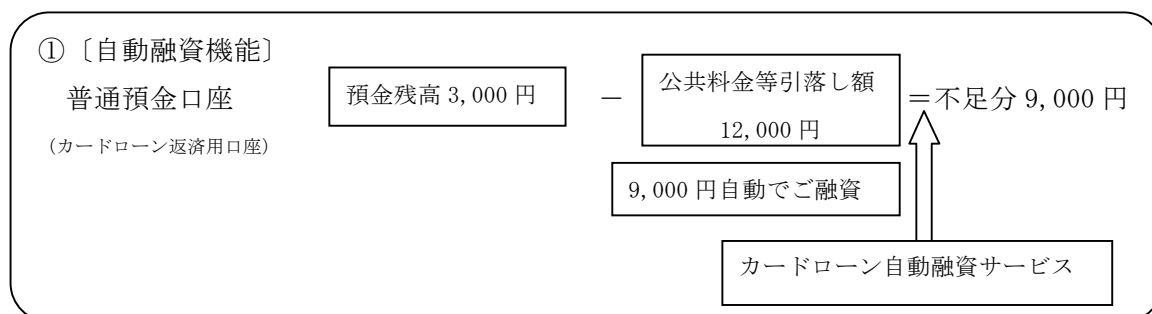 ①〔自動融資機能〕
普通預金口座
（カードローン返済用口座）
預金残高 3,000 円
－
公共料金等引落し額
12,000 円
＝不足分 9,000 円
9,000 円自動でご融資
カードローン自動融資サービス